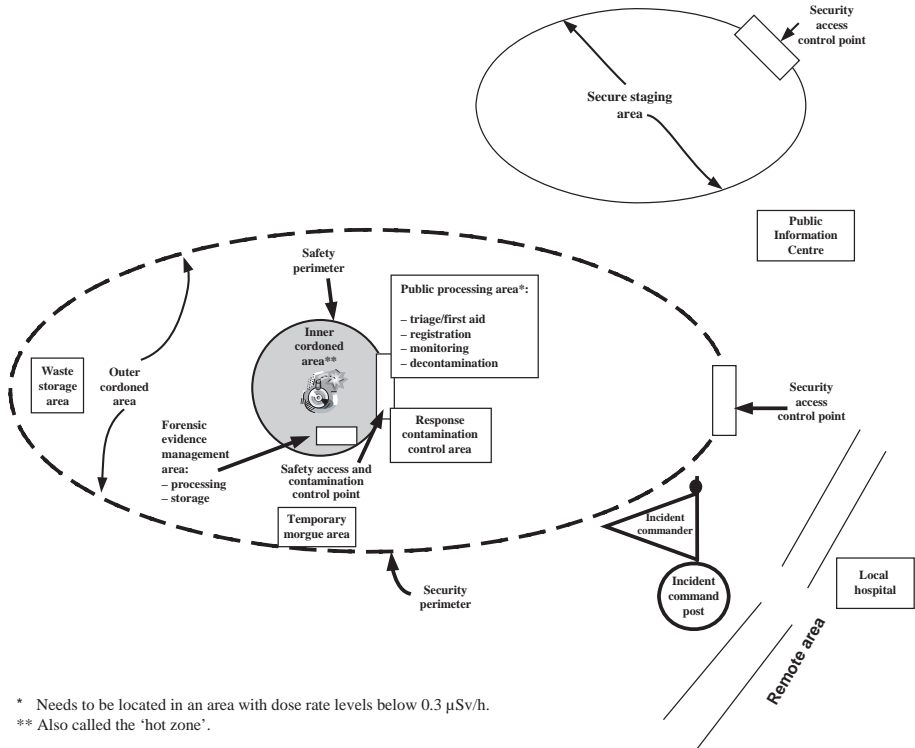 Security
access
control point
Secure staging
area
Public
Information
Centre
Safety
perimeter
Public processing area*:
– triage/first aid
– registration
– monitoring
– decontamination
Inner
cordoned
area**
Waste
storage
area
Outer
cordoned
area
Security
access
control point
Forensic
evidence
management
area:
– processing
– storage
Response
contamination
control area
Safety access and
contamination
control point
Temporary
morgue area
Incident
commander
Incident
command
post
Security
perimeter
Local
hospital
Remote area
* Needs to be located in an area with dose rate levels below 0.3 μSv/h.
** Also called the ‘hot zone’.